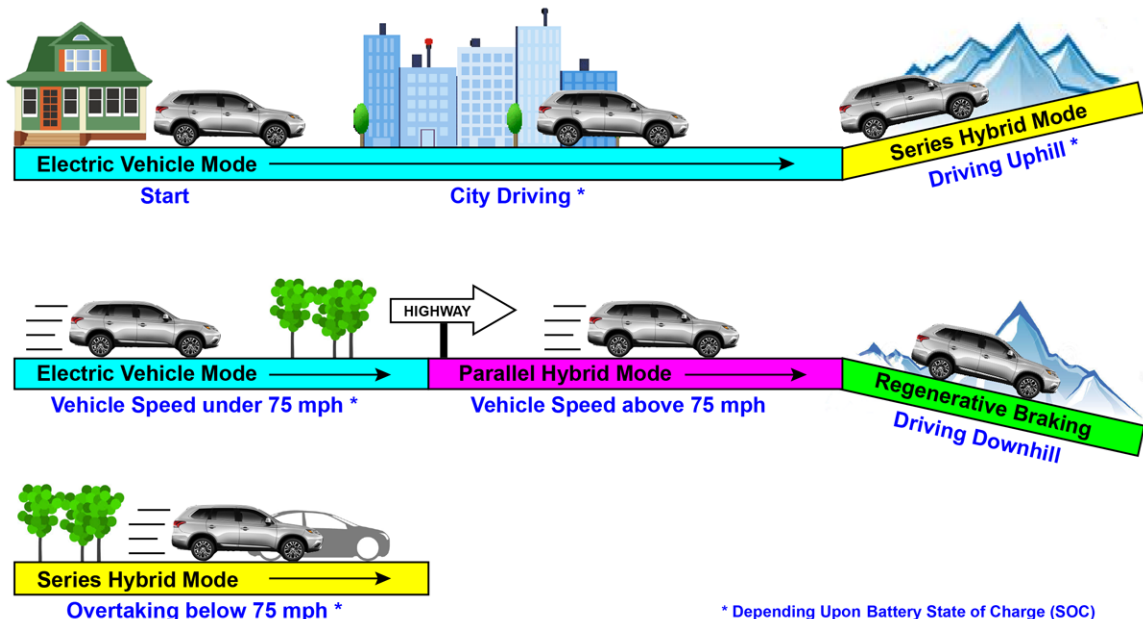 Electric Vehicle Mode
Series Hybrid Mode
Start
City Driving *
Driving Uphill *
HIGHWAY
Electric Vehicle Mode
Parallel Hybrid Mode
Regenerative Braking
Vehicle Speed under 75 mph *
Vehicle Speed above 75 mph
Driving Downhill
Series Hybrid Mode
Overtaking below 75 mph *
* Depending Upon Battery State of Charge (SOC)